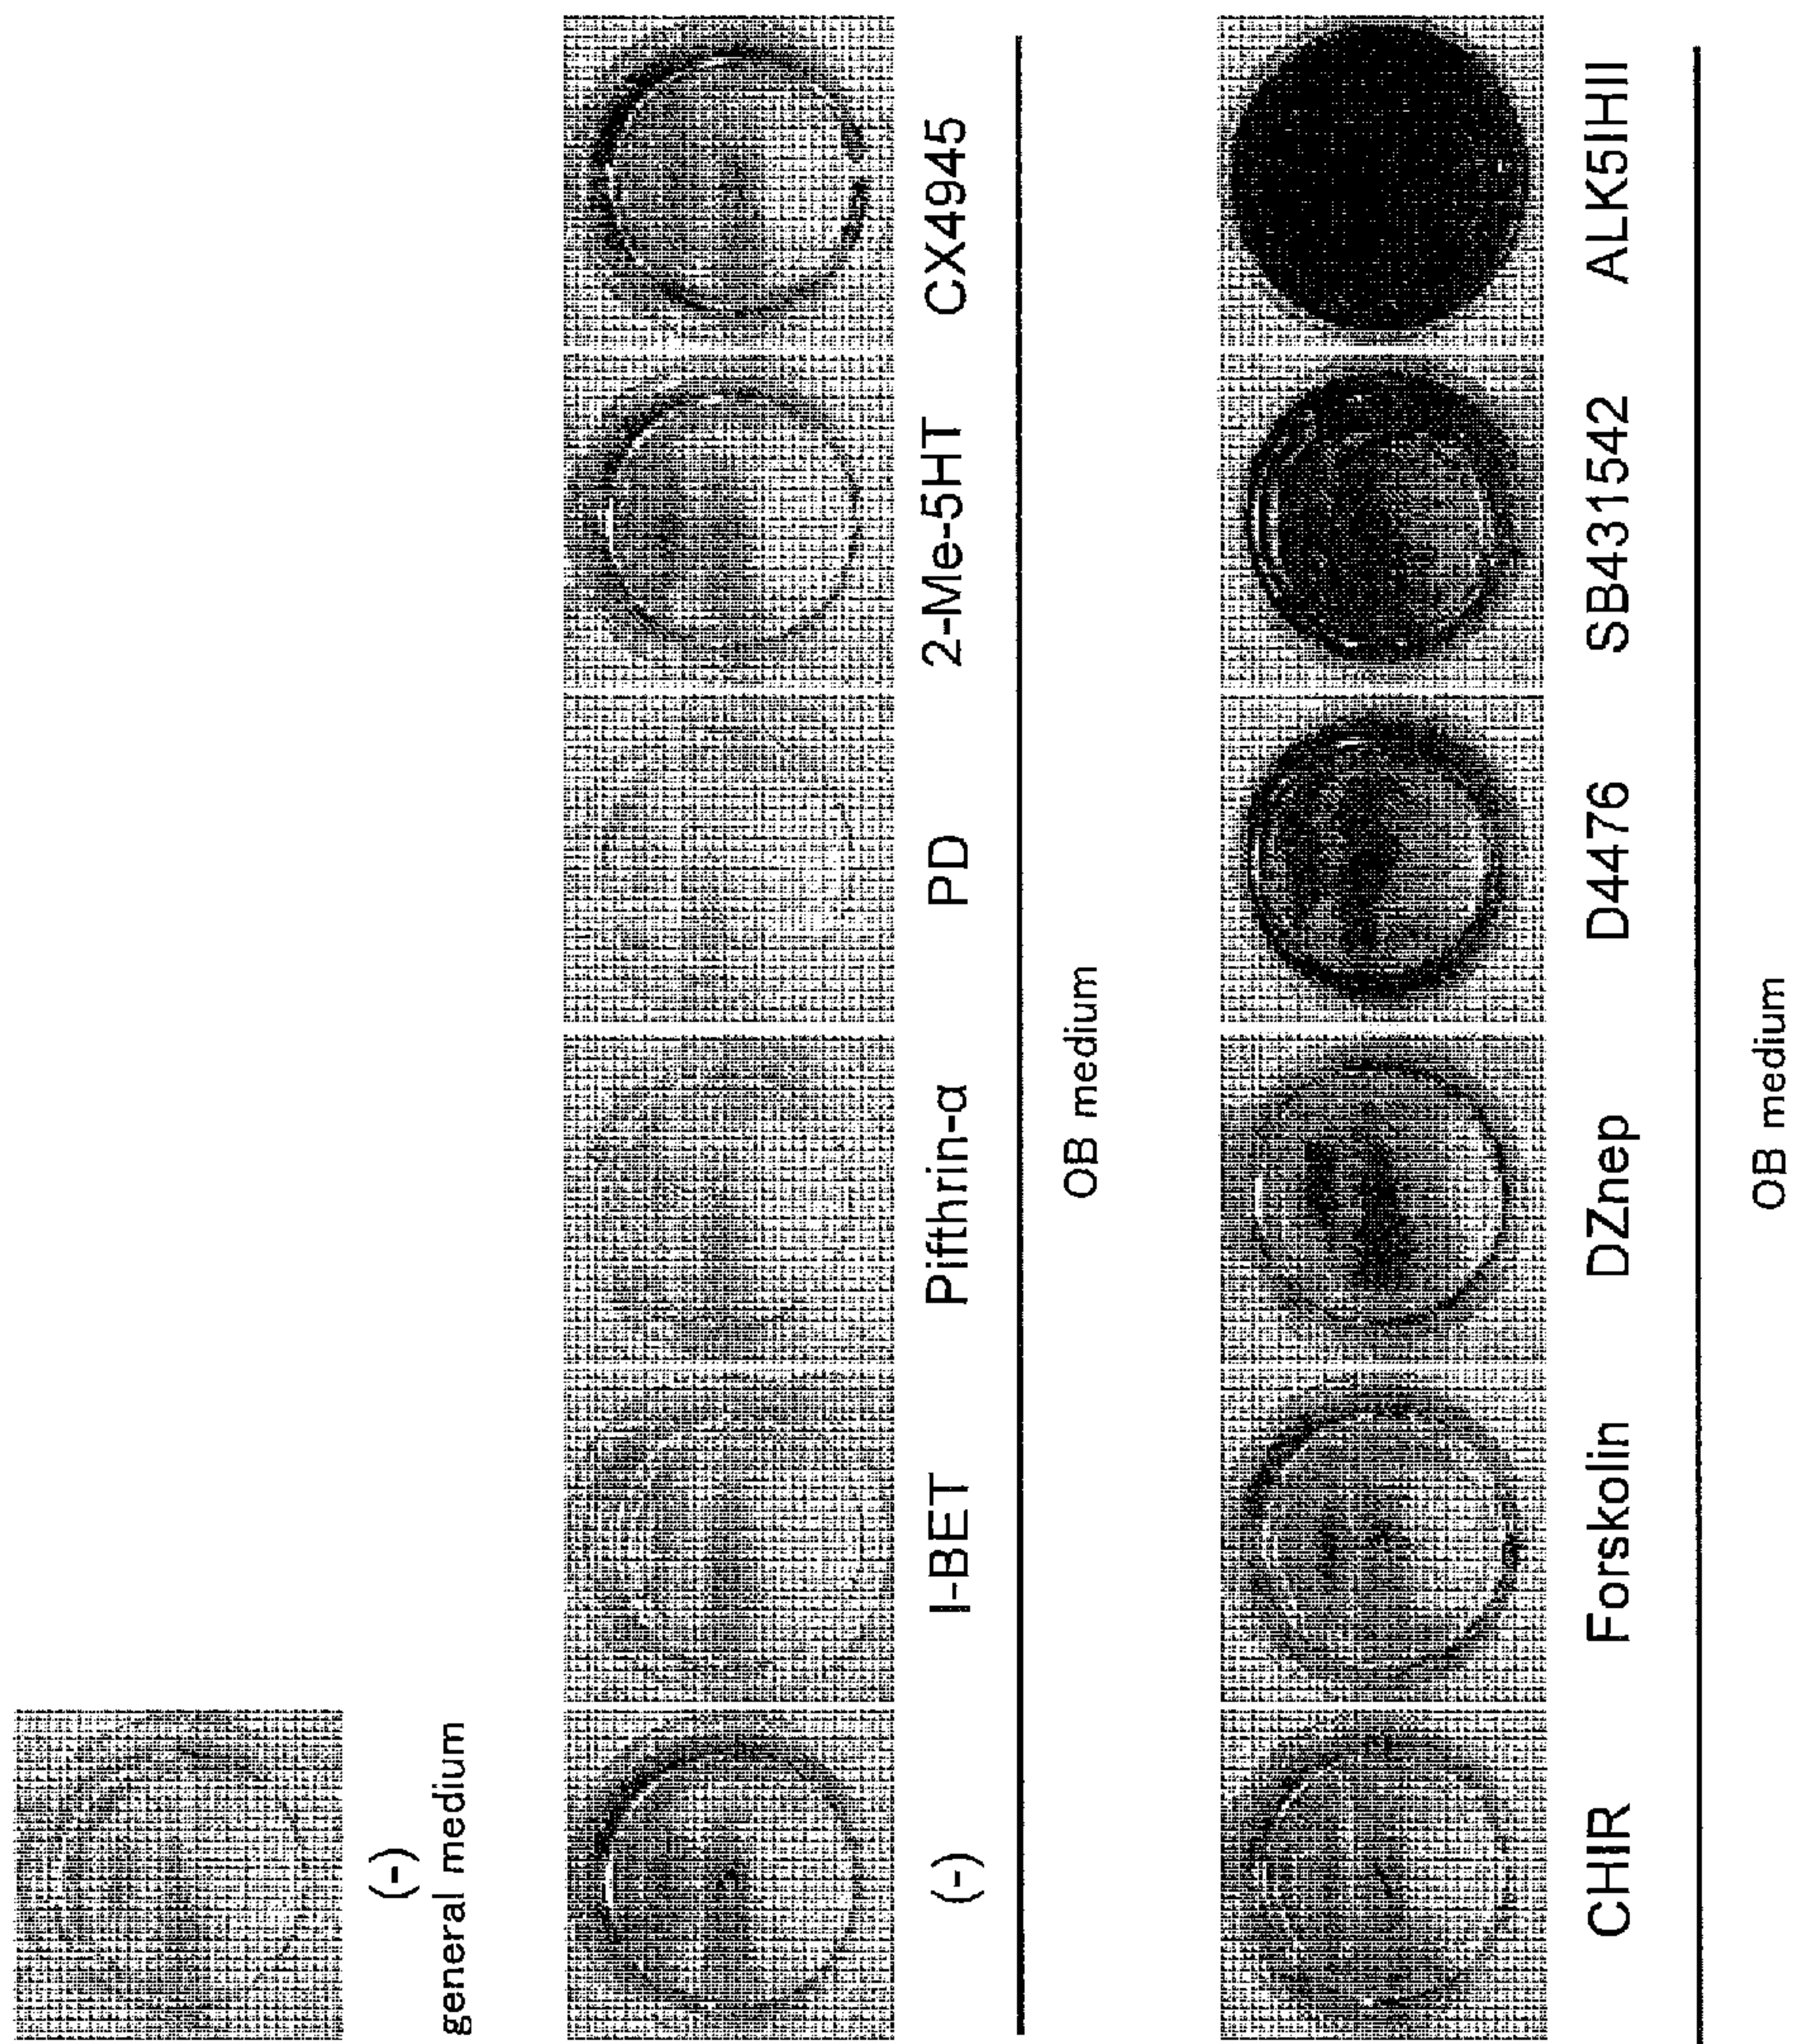 (-)
general medium
(-)
I-BET
Pifthrin-α
PD
2-Me-5HT
CX4945
OB medium
CHIR
Forskolin
DZnep
D4476
SB431542
ALK5IHII
OB medium